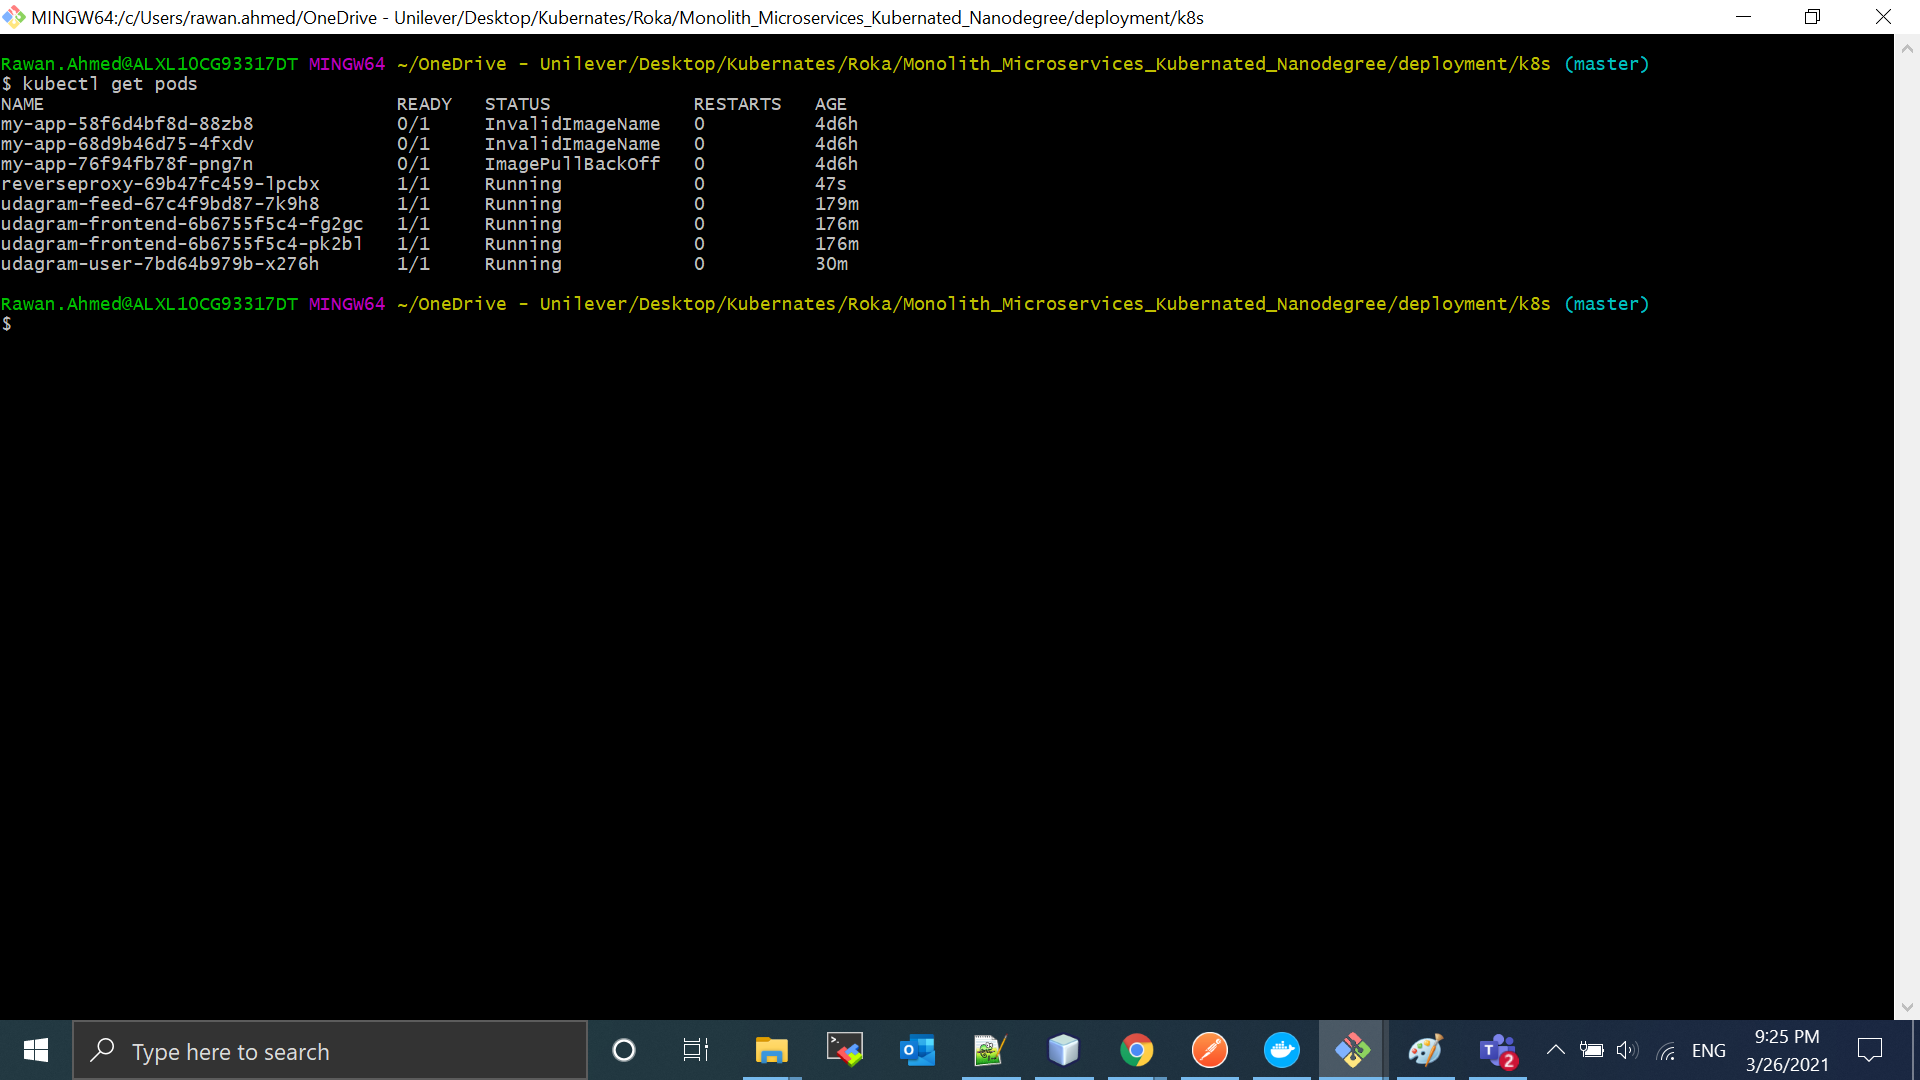 MINGW64:/c/Users/rawan.ahmed/OneDrive - Unilever/Desktop/Kubernates/Roka/Monolith_Microservices_Kubernated_Nanodegree/deployment/k8s
Rawan.Ahmed@ALXL10CG93317DT MINGW64 ~/OneDrive - Unilever/Desktop/Kubernates/Roka/Monolith_Microservices_Kubernated_Nanodegree/deployment/k8s (master)
$ kubectl get pods
NAME READY STATUS RESTARTS AGE
my-app-58f6d4bf8d-88zb8 0/1 InvalidImageName 0 4d6h
my-app-68d9b46d75-4fxdv 0/1 InvalidImageName 0 4d6h
my-app-76f94fb78f-png7n 0/1 ImagePullBackOff 0 4d6h
reverseproxy-69b47fc459-lpcbx 1/1 Running 0 47s
udagram-feed-67c4f9bd87-7k9h8 1/1 Running 0 179m
udagram-frontend-6b6755f5c4-fg2gc 1/1 Running 0 176m
udagram-frontend-6b6755f5c4-pk2bl 1/1 Running 0 176m
udagram-user-7bd64b979b-x276h 1/1 Running 0 30m
Rawan.Ahmed@ALXL10CG93317DT MINGW64 ~/OneDrive - Unilever/Desktop/Kubernates/Roka/Monolith_Microservices_Kubernated_Nanodegree/deployment/k8s (master)
$
Type here to search
2
ENG
9:25 PM
3/26/2021